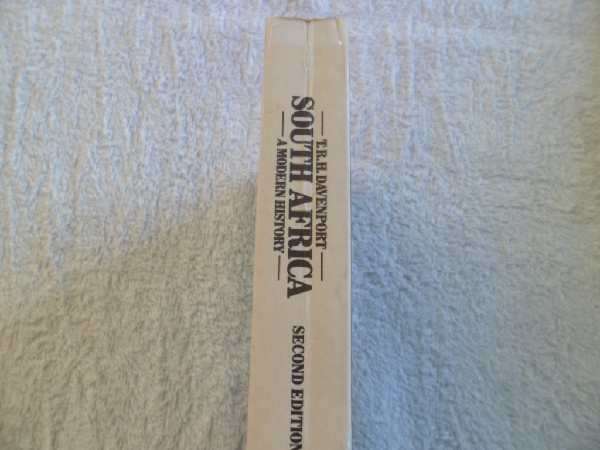 T.R.H. DAVENPORT
SOUTH AFRICA
A MODERN HISTORY
SECOND EDITION